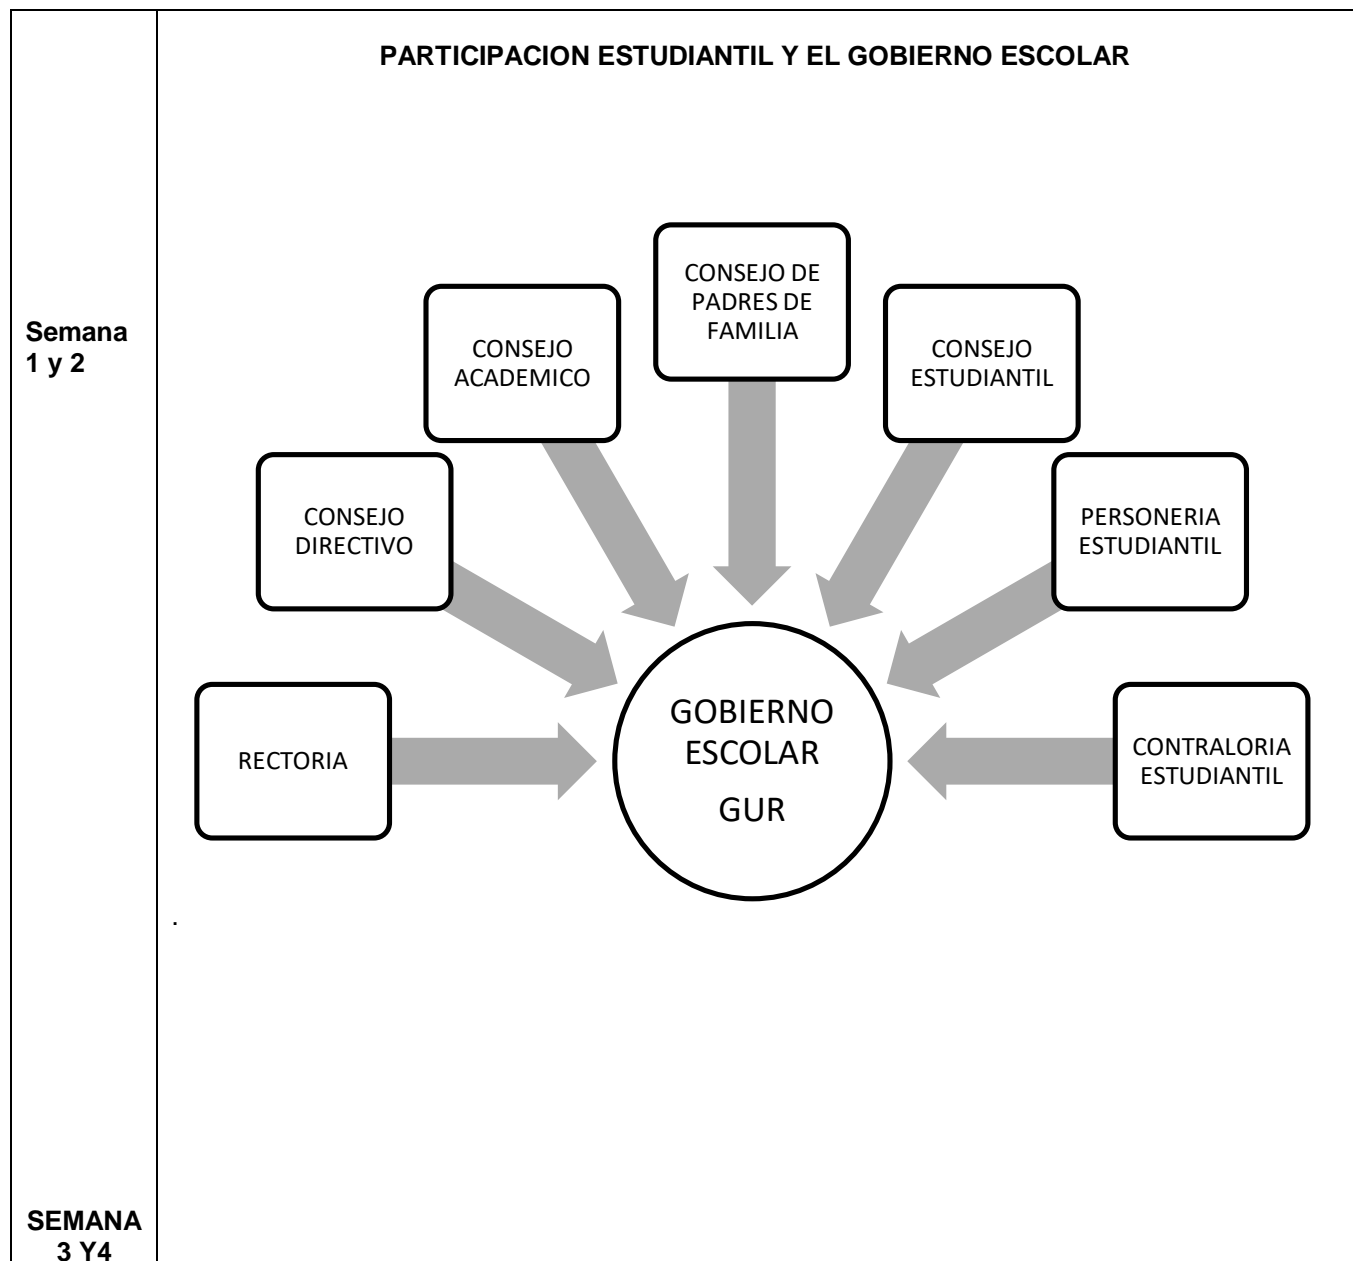 PARTICIPACION ESTUDIANTIL Y EL GOBIERNO ESCOLAR
Semana
1 y 2
CONSEJO DE
PADRES DE
FAMILIA
CONSEJO
ACADEMICO
CONSEJO
ESTUDIANTIL
CONSEJO
DIRECTIVO
PERSONERIA
ESTUDIANTIL
RECTORIA
GOBIERNO
ESCOLAR
GUR
CONTRALORIA
ESTUDIANTIL
.
SEMANA
3 Y4